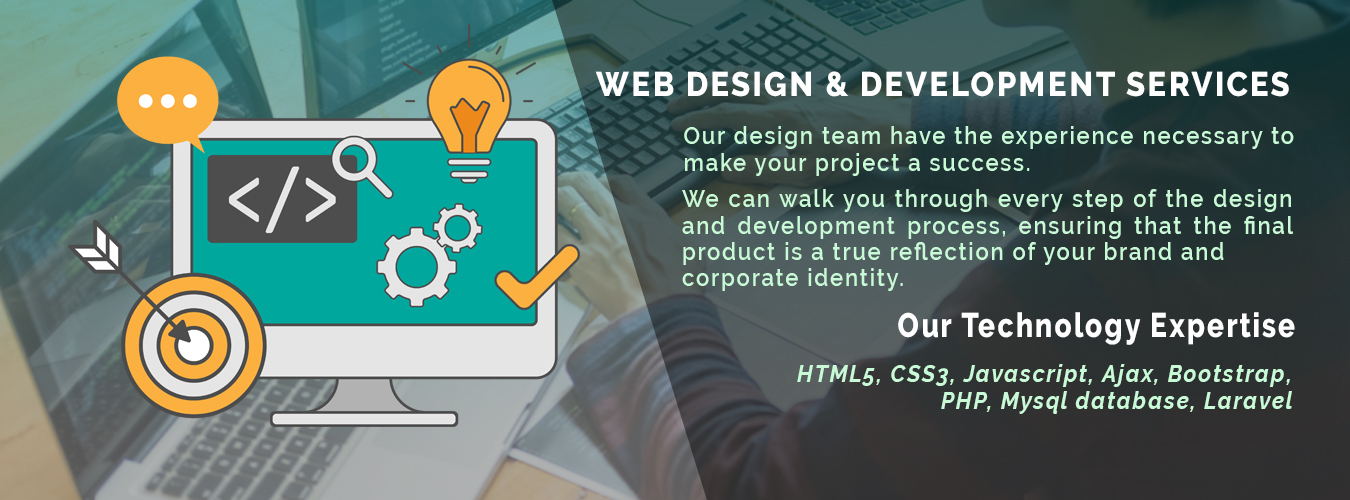 </>
WEB DESIGN & DEVELOPMENT SERVICES
Our design team have the experience necessary to
make your project a success.
We can walk you through every step of the design
and development process, ensuring that the final
product is a true reflection of your brand and
corporate identity.
Our Technology Expertise
HTML5, CSS3, Javascript, Ajax, Bootstrap,
PHP, Mysql database, Laravel